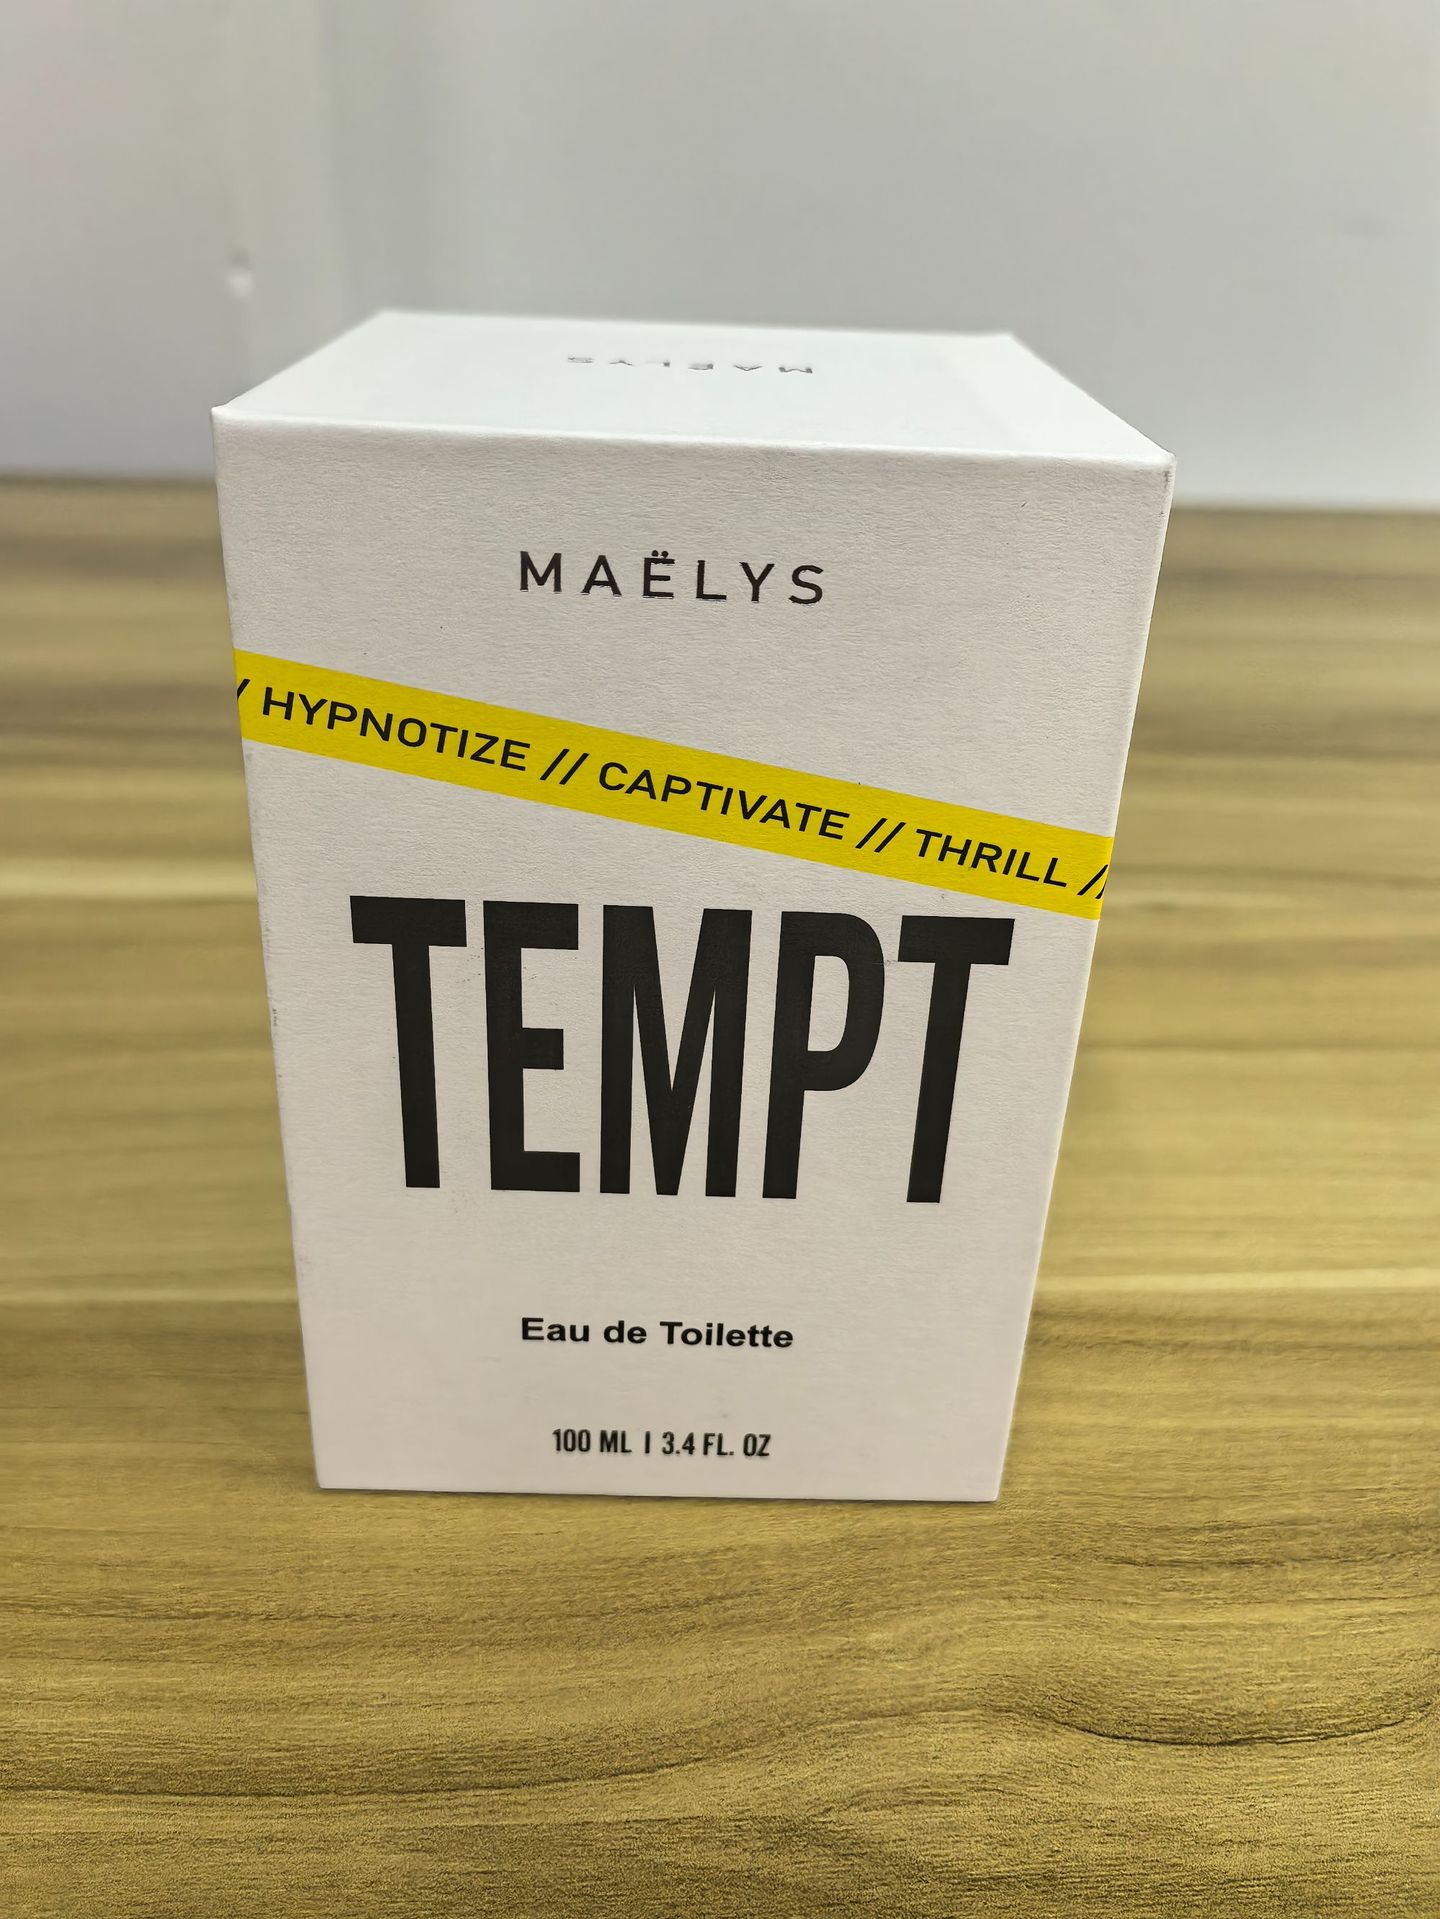 MAËLYS
MAËLYS
/ HYPNOTIZE // CAPTIVATE // THRILL //
TEMPT
Eau de Toilette
100 ML | 3.4 FL. OZ